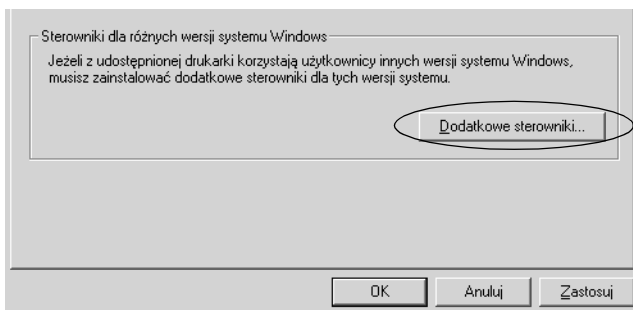 Sterowniki dla różnych wersji systemu Windows
Jeżeli z udostępnionej drukarki korzystają użytkownicy innych wersji systemu Windows,
musisz zainstalować dodatkowe sterowniki dla tych wersji systemu.
Dodatkowe sterowniki...
OK Anuluj Zastosuj